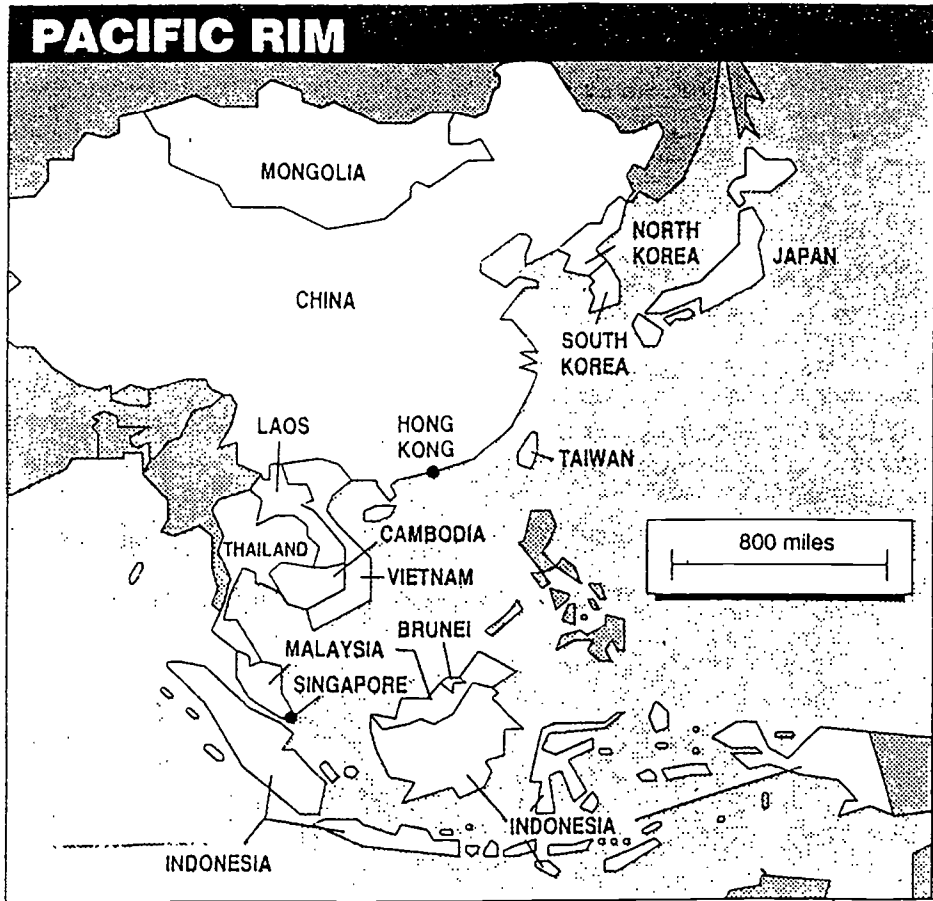 PACIFIC RIM
MONGOLIA
NORTH
KOREA
JAPAN
CHINA
SOUTH
KOREA
LAOS
HONG
KONG
TAIWAN
THAILAND
CAMBODIA
800 miles
VIETNAM
BRUNEI
MALAYSIA
SINGAPORE
INDONESIA
INDONESIA